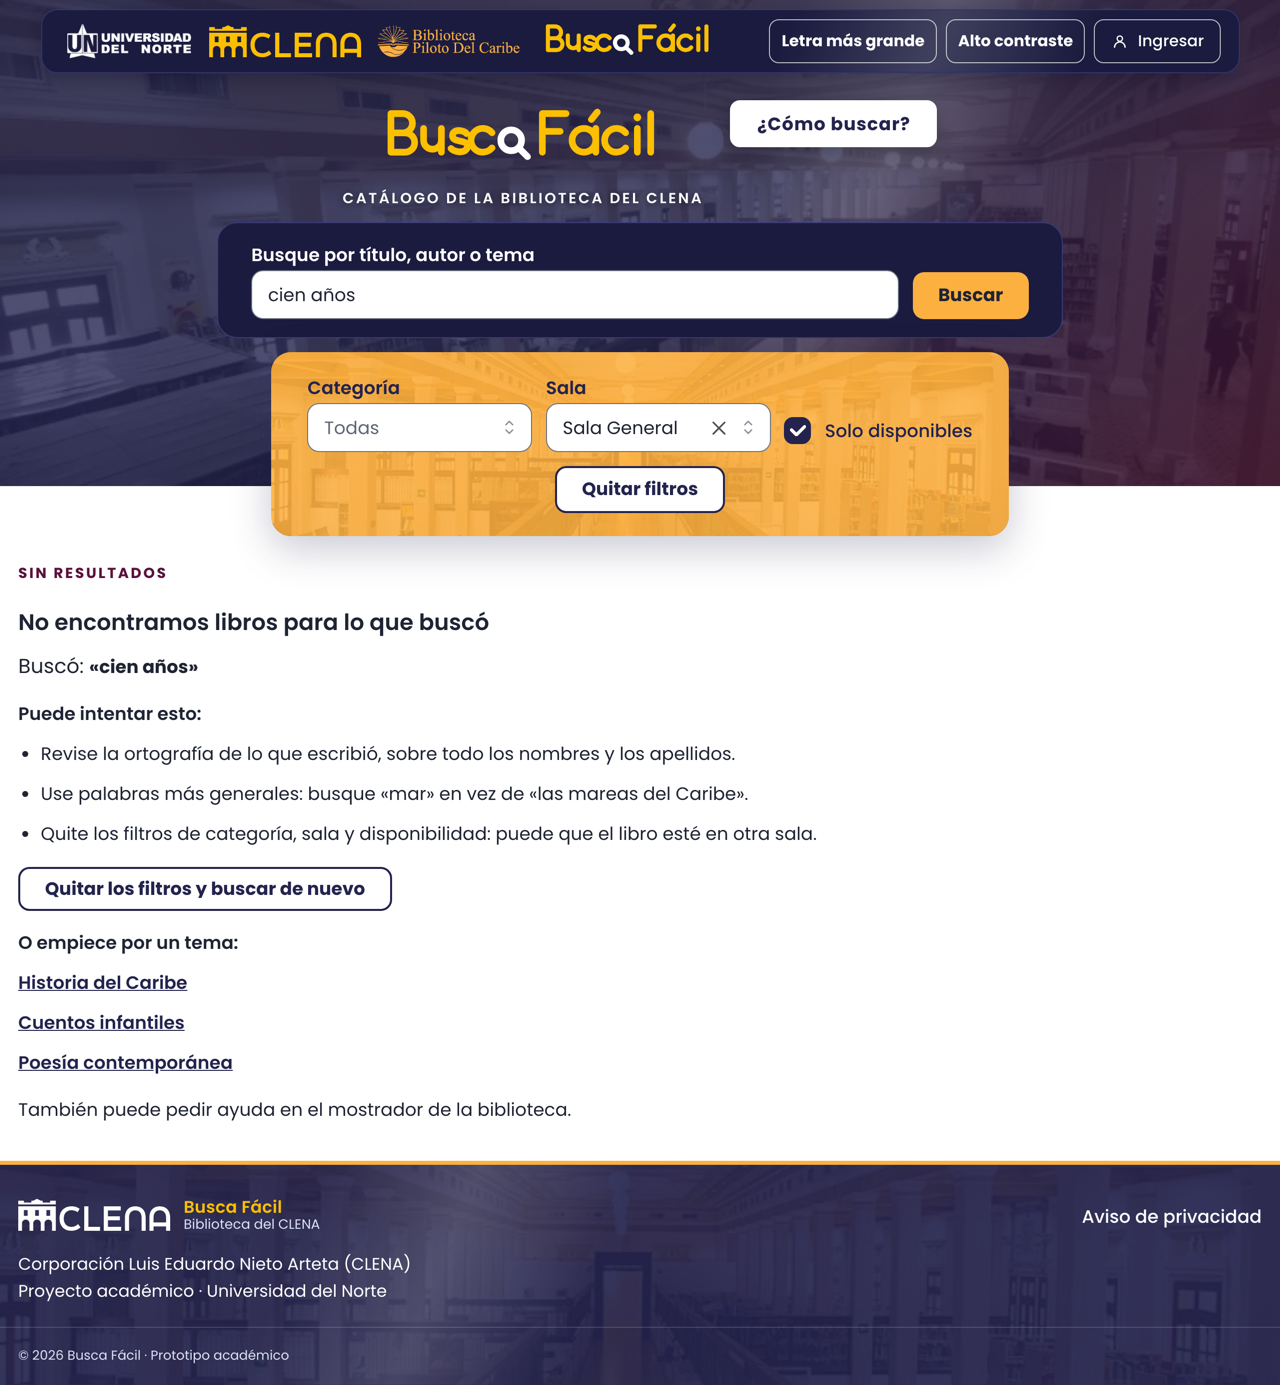 UN UNIVERSIDAD DEL NORTE
CLENA
Biblioteca Piloto Del Caribe
Busca Fácil
Letra más grande
Alto contraste
Ingresar
Busca Fácil
¿Cómo buscar?
CATÁLOGO DE LA BIBLIOTECA DEL CLENA
Busque por título, autor o tema
cien años
Buscar
Categoría
Sala
Todas
Sala General
Solo disponibles
Quitar filtros
SIN RESULTADOS
No encontramos libros para lo que buscó
Buscó: «cien años»
Puede intentar esto:
• Revise la ortografía de lo que escribió, sobre todo los nombres y los apellidos.
• Use palabras más generales: busque «mar» en vez de «las mareas del Caribe».
• Quite los filtros de categoría, sala y disponibilidad: puede que el libro esté en otra sala.
Quitar los filtros y buscar de nuevo
O empiece por un tema:
Historia del Caribe
Cuentos infantiles
Poesía contemporánea
También puede pedir ayuda en el mostrador de la biblioteca.
CLENA
Busca Fácil
Biblioteca del CLENA
Aviso de privacidad
Corporación Luis Eduardo Nieto Arteta (CLENA)
Proyecto académico · Universidad del Norte
© 2026 Busca Fácil · Prototipo académico